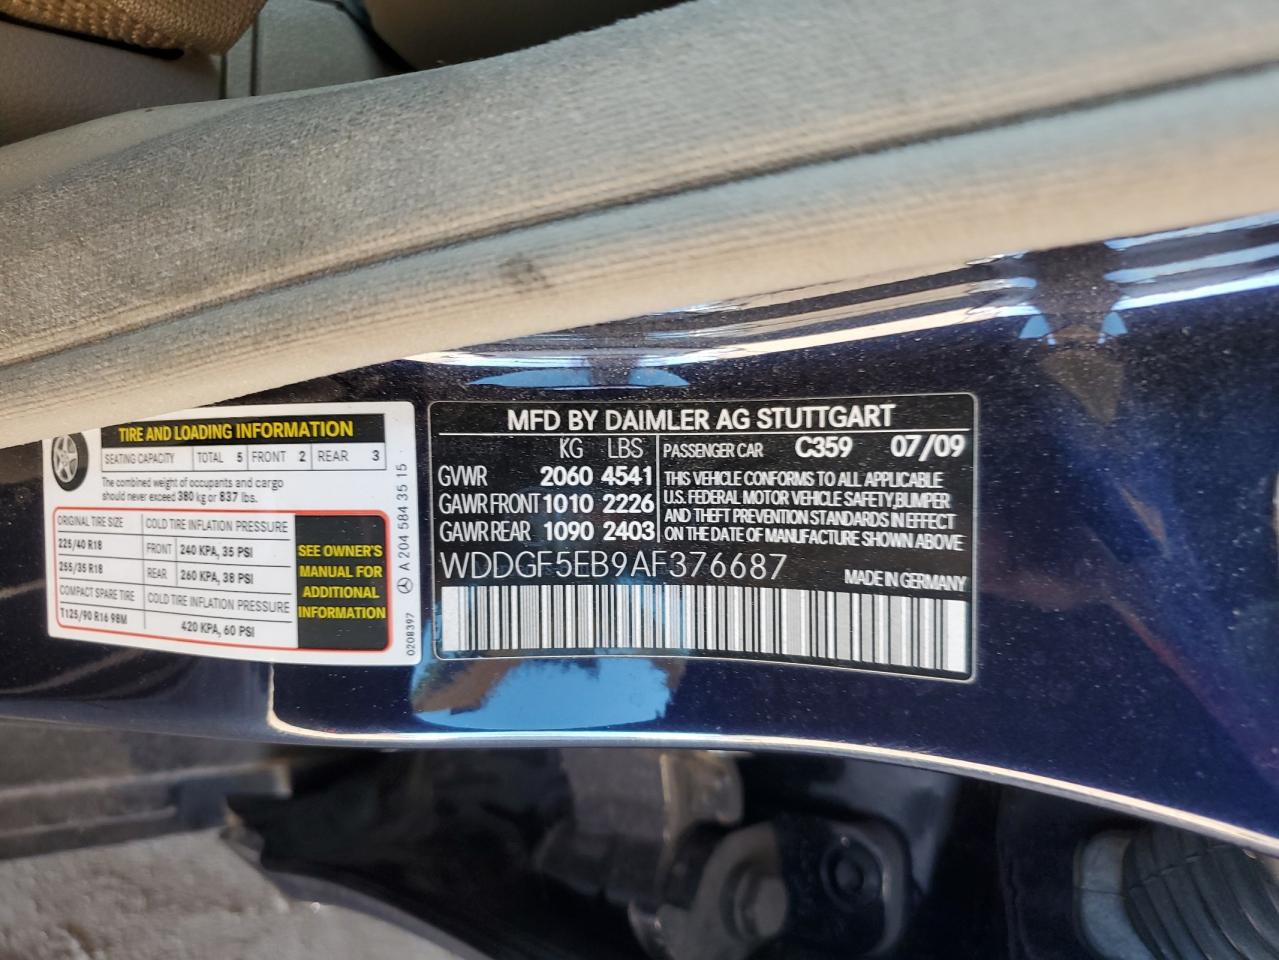 TIRE AND LOADING INFORMATION
SEATING CAPACITY TOTAL 5 FRONT 2 REAR 3
The combined weight of occupants and cargo
should never exceed 380 kg or 837 lbs.
ORIGINAL TIRE SIZE COLD TIRE INFLATION PRESSURE
225/40 R18 FRONT 240 KPA, 35 PSI
255/35 R18 REAR 260 KPA, 38 PSI
COMPACT SPARE TIRE COLD TIRE INFLATION PRESSURE
T125/90 R16 98M 420 KPA, 60 PSI
SEE OWNER'S
MANUAL FOR
ADDITIONAL
INFORMATION
A 204 584 35 15
0208397
MFD BY DAIMLER AG STUTTGART
KG LBS PASSENGER CAR C359 07/09
GVWR 2060 4541
GAWR FRONT 1010 2226
GAWR REAR 1090 2403
THIS VEHICLE CONFORMS TO ALL APPLICABLE
U.S. FEDERAL MOTOR VEHICLE SAFETY, BUMPER
AND THEFT PREVENTION STANDARDS IN EFFECT
ON THE DATE OF MANUFACTURE SHOWN ABOVE
WDDGF5EB9AF376687 MADE IN GERMANY